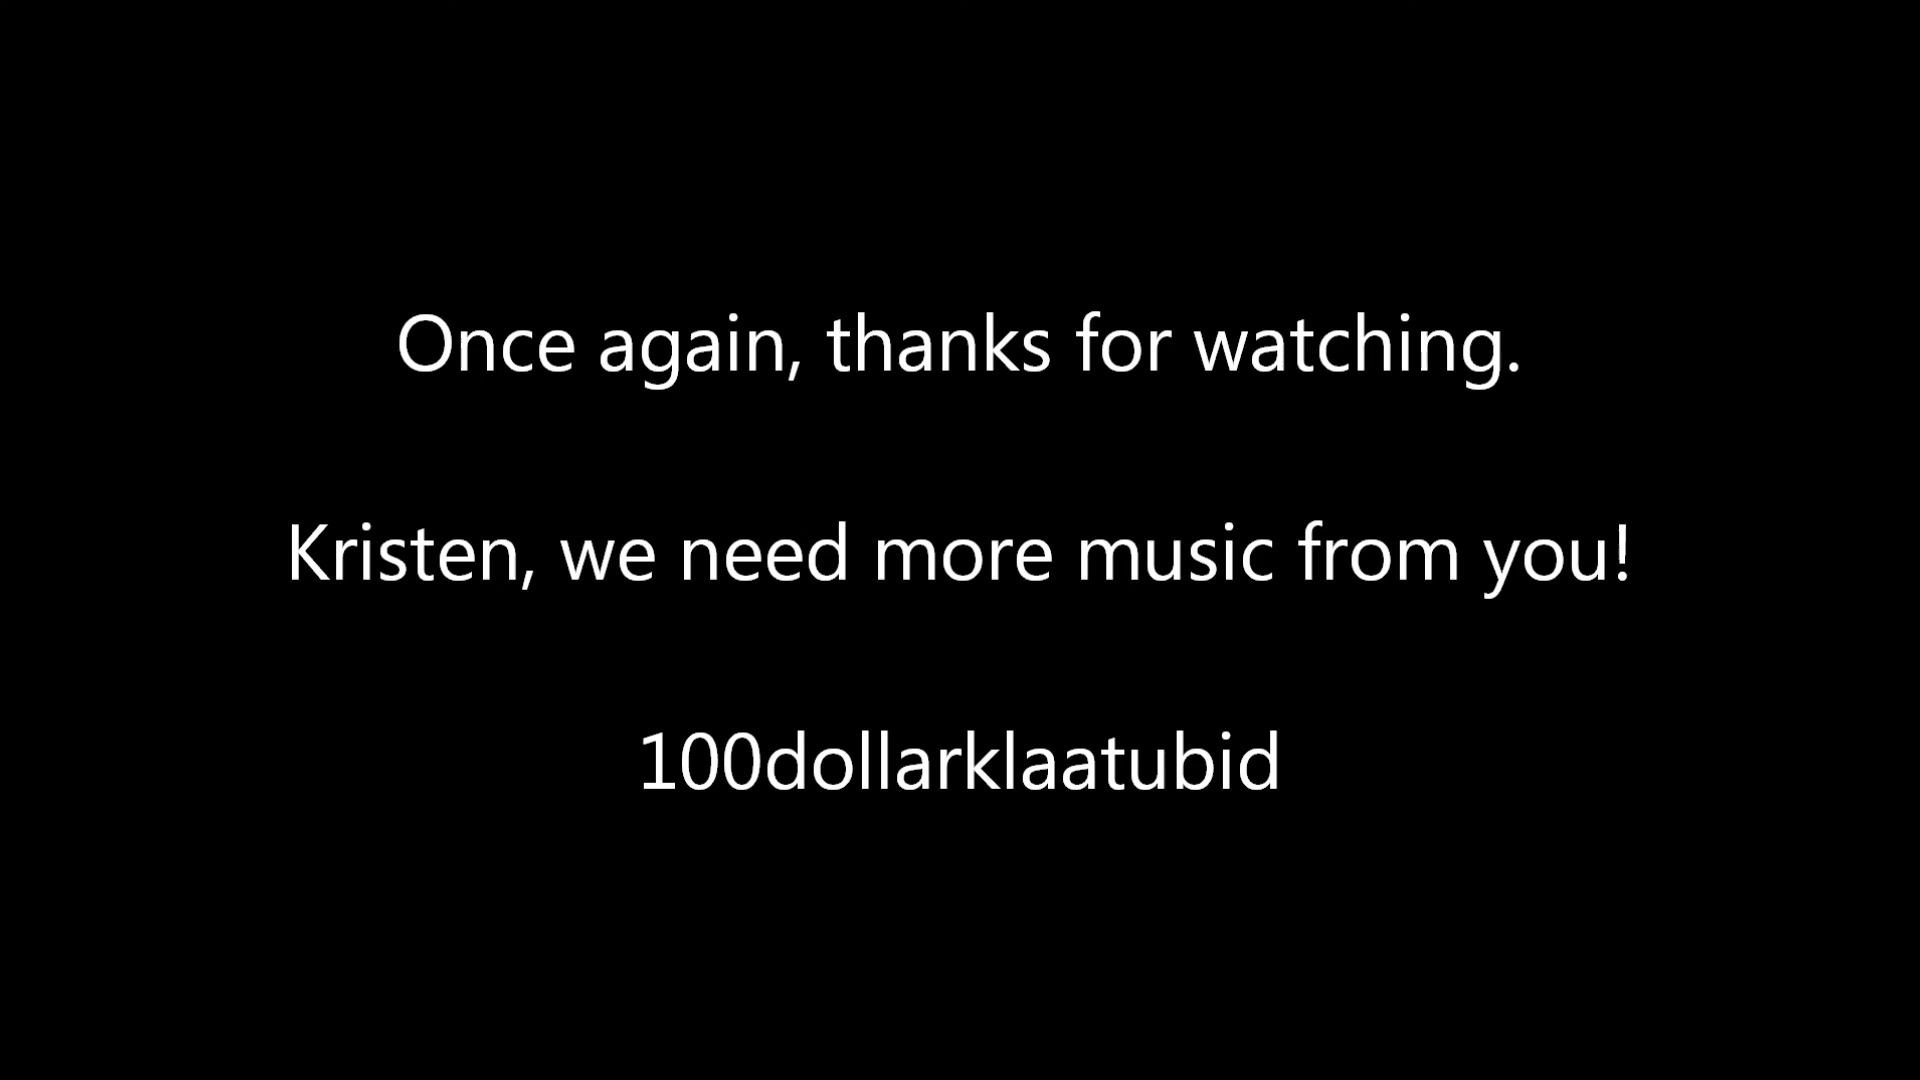 Once again, thanks for watching.
Kristen, we need more music from you!
100dollarklaatubid